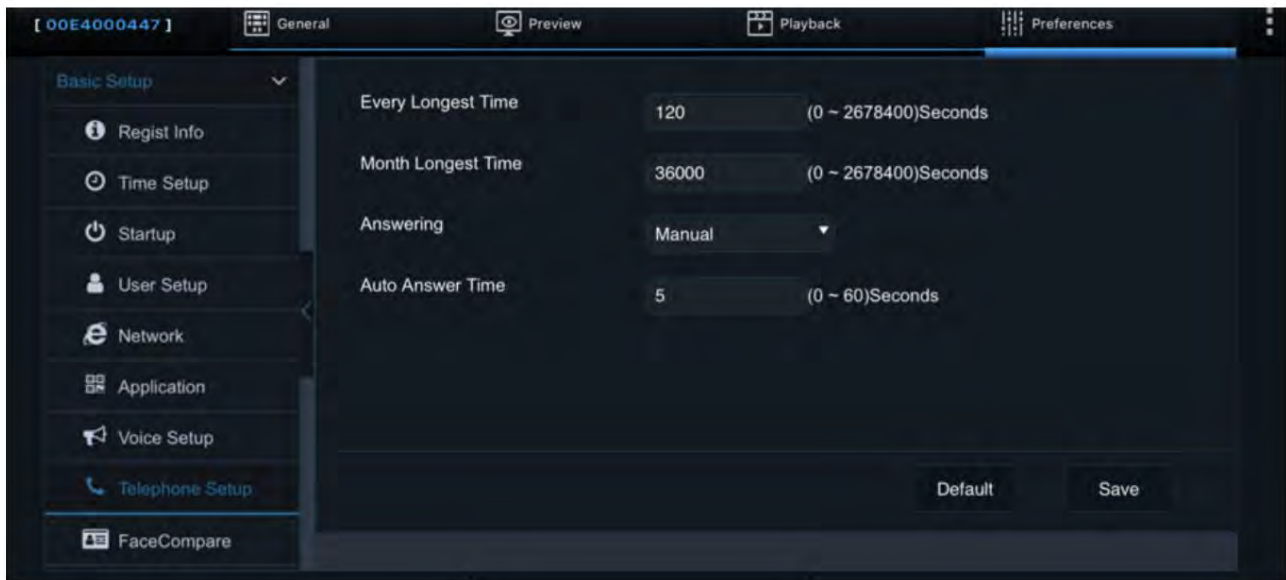 [ 00E4000447 ] General Preview Playback Preferences
Basic Setup
Regist Info
Time Setup
Startup
User Setup
Network
Application
Voice Setup
Telephone Setup
FaceCompare
Every Longest Time 120 (0 ~ 2678400)Seconds
Month Longest Time 36000 (0 ~ 2678400)Seconds
Answering Manual
Auto Answer Time 5 (0 ~ 60)Seconds
Default Save